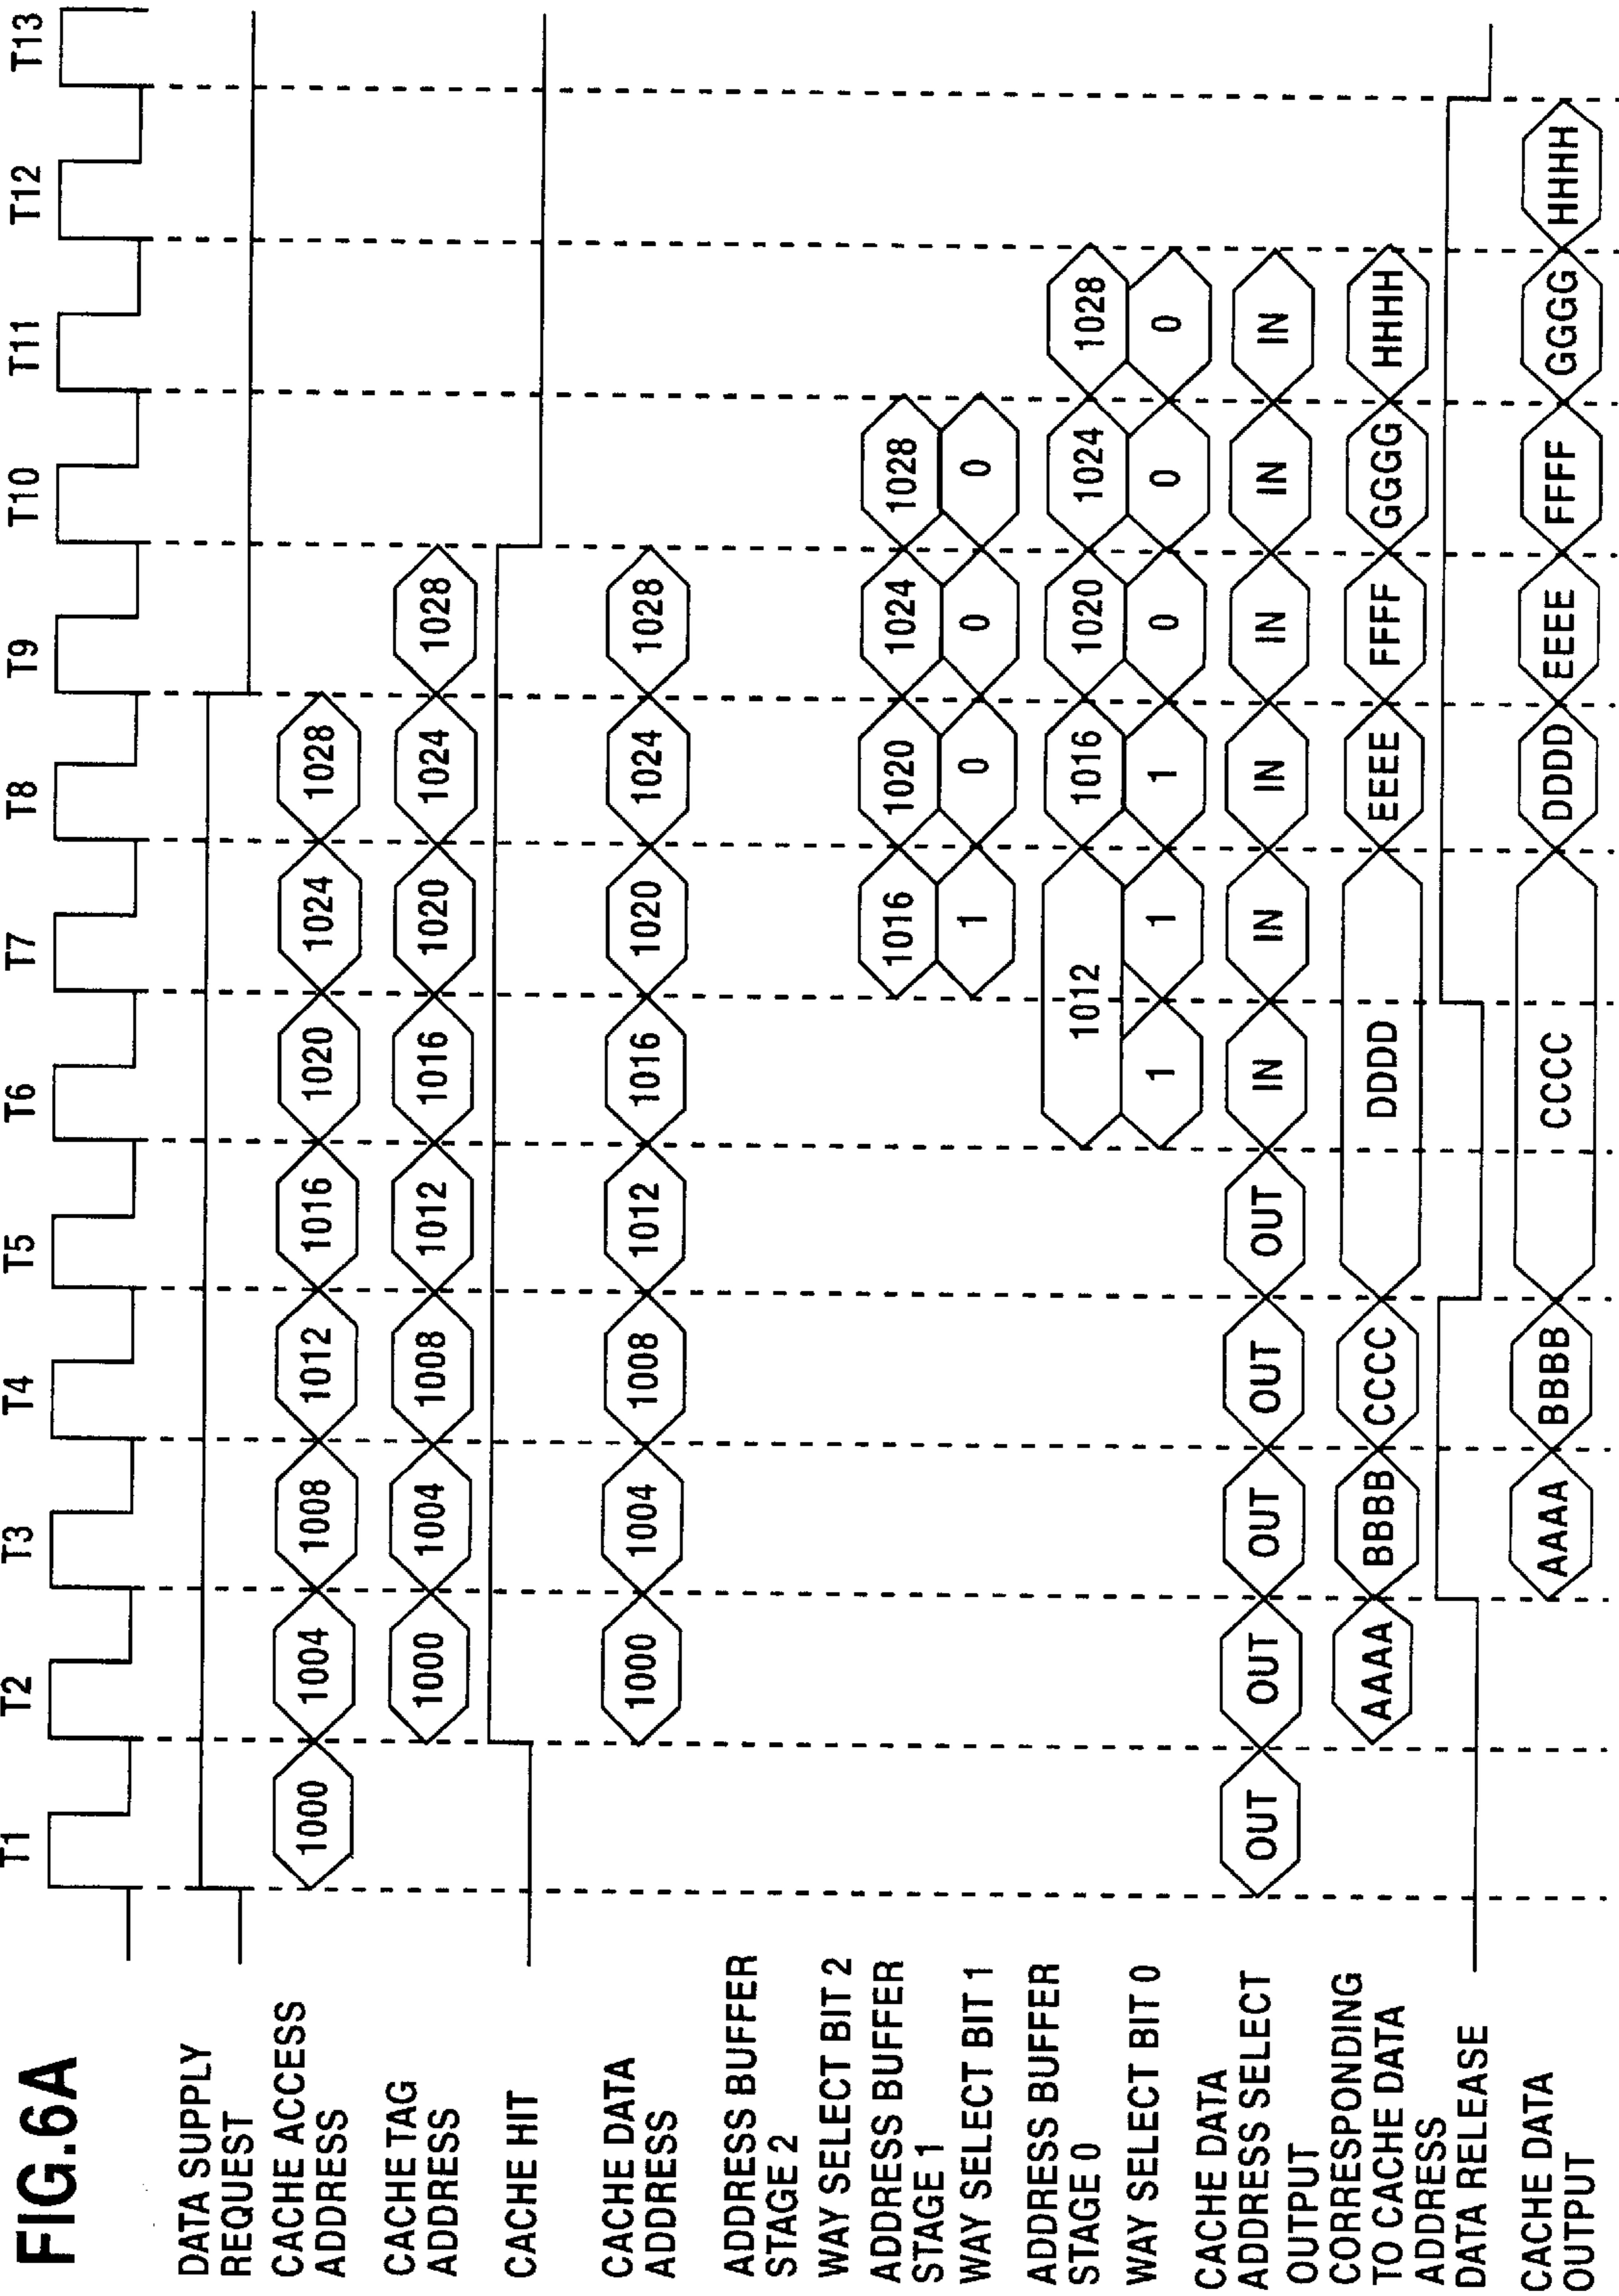 FIG.6A
T1 T2 T3 T4 T5 T6 T7 T8 T9 T10 T11 T12 T13
DATA SUPPLY
REQUEST
CACHE ACCESS
ADDRESS
1000 1004 1008 1012 1016 1020 1024 1028
CACHE TAG
ADDRESS
1000 1004 1008 1012 1016 1020 1024 1028
CACHE HIT
CACHE DATA
ADDRESS
1000 1004 1008 1012 1016 1020 1024 1028
ADDRESS BUFFER
STAGE 2
WAY SELECT BIT 2
ADDRESS BUFFER
STAGE 1
1016 1020 1024 1028
WAY SELECT BIT 1
1 0 0 0
ADDRESS BUFFER
STAGE 0
1012 1016 1020 1024 1028
WAY SELECT BIT 0
1 1 1 0 0 0
CACHE DATA
ADDRESS SELECT
OUTPUT
OUT OUT OUT OUT OUT IN IN IN IN IN IN
CORRESPONDING
TO CACHE DATA
ADDRESS
AAAA BBBB CCCC DDDD EEEE FFFF GGGG HHHH
DATA RELEASE
CACHE DATA
OUTPUT
AAAA BBBB CCCC DDDD EEEE FFFF GGGG HHHH